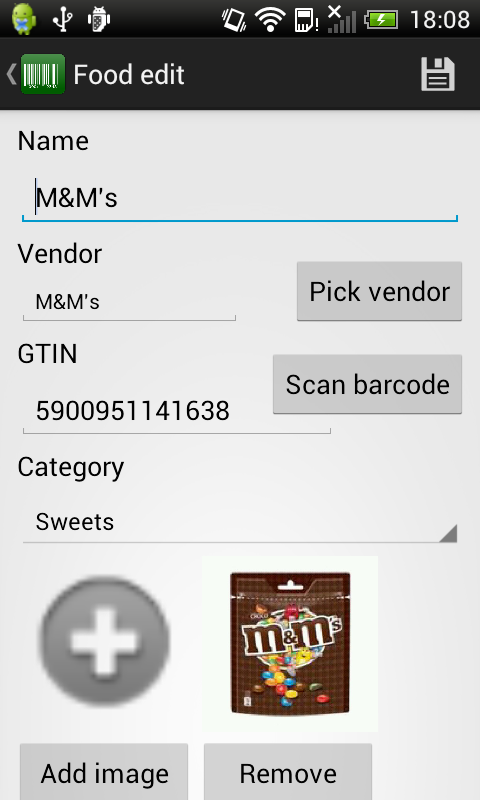 18:08
Food edit
Name
M&M's
Vendor
M&M's
Pick vendor
GTIN
5900951141638
Scan barcode
Category
Sweets
m&m's
Add image
Remove